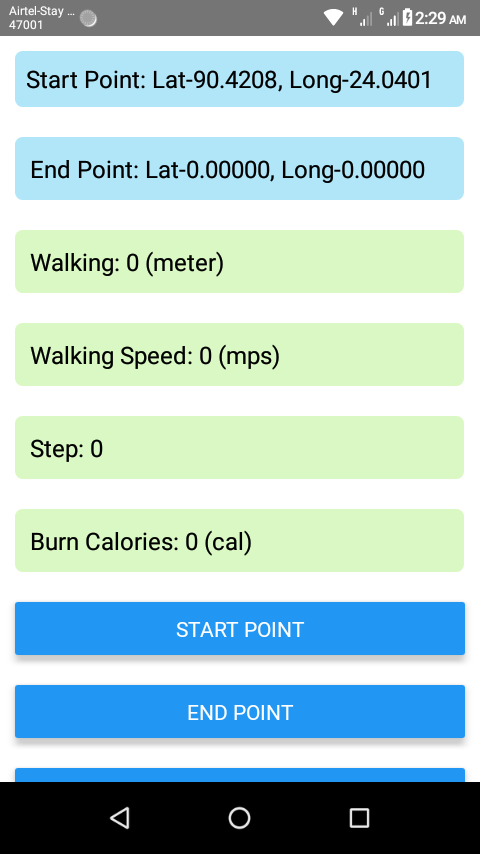 Airtel-Stay ...
47001
H G 2:29 AM
Start Point: Lat-90.4208, Long-24.0401
End Point: Lat-0.00000, Long-0.00000
Walking: 0 (meter)
Walking Speed: 0 (mps)
Step: 0
Burn Calories: 0 (cal)
START POINT
END POINT